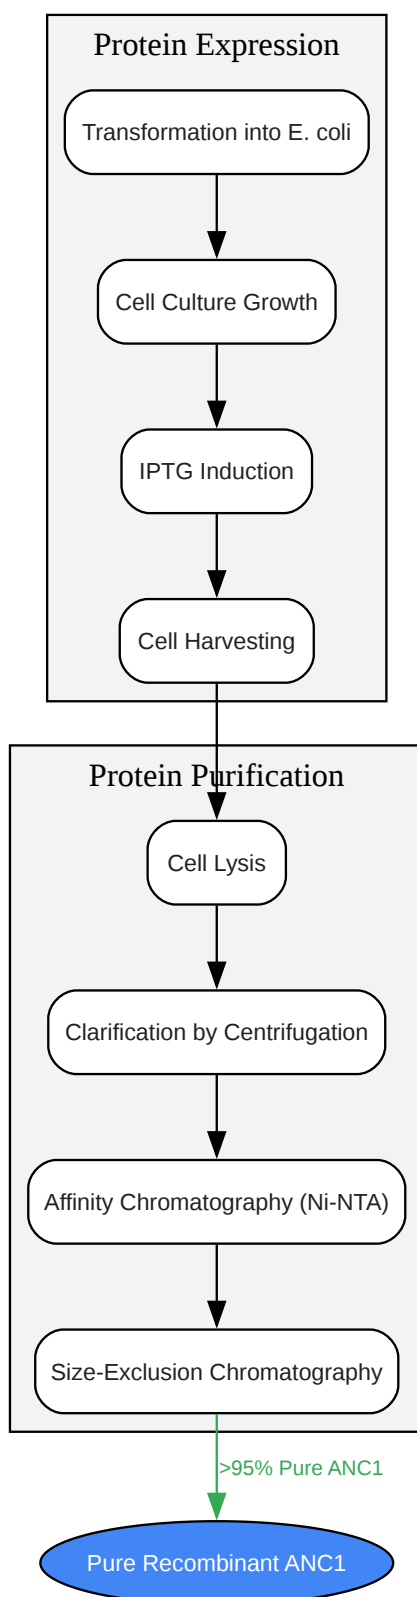 Protein Expression
Transformation into E. coli
Cell Culture Growth
IPTG Induction
Cell Harvesting
Protein Purification
Cell Lysis
Clarification by Centrifugation
Affinity Chromatography (Ni-NTA)
Size-Exclusion Chromatography
>95% Pure ANC1
Pure Recombinant ANC1